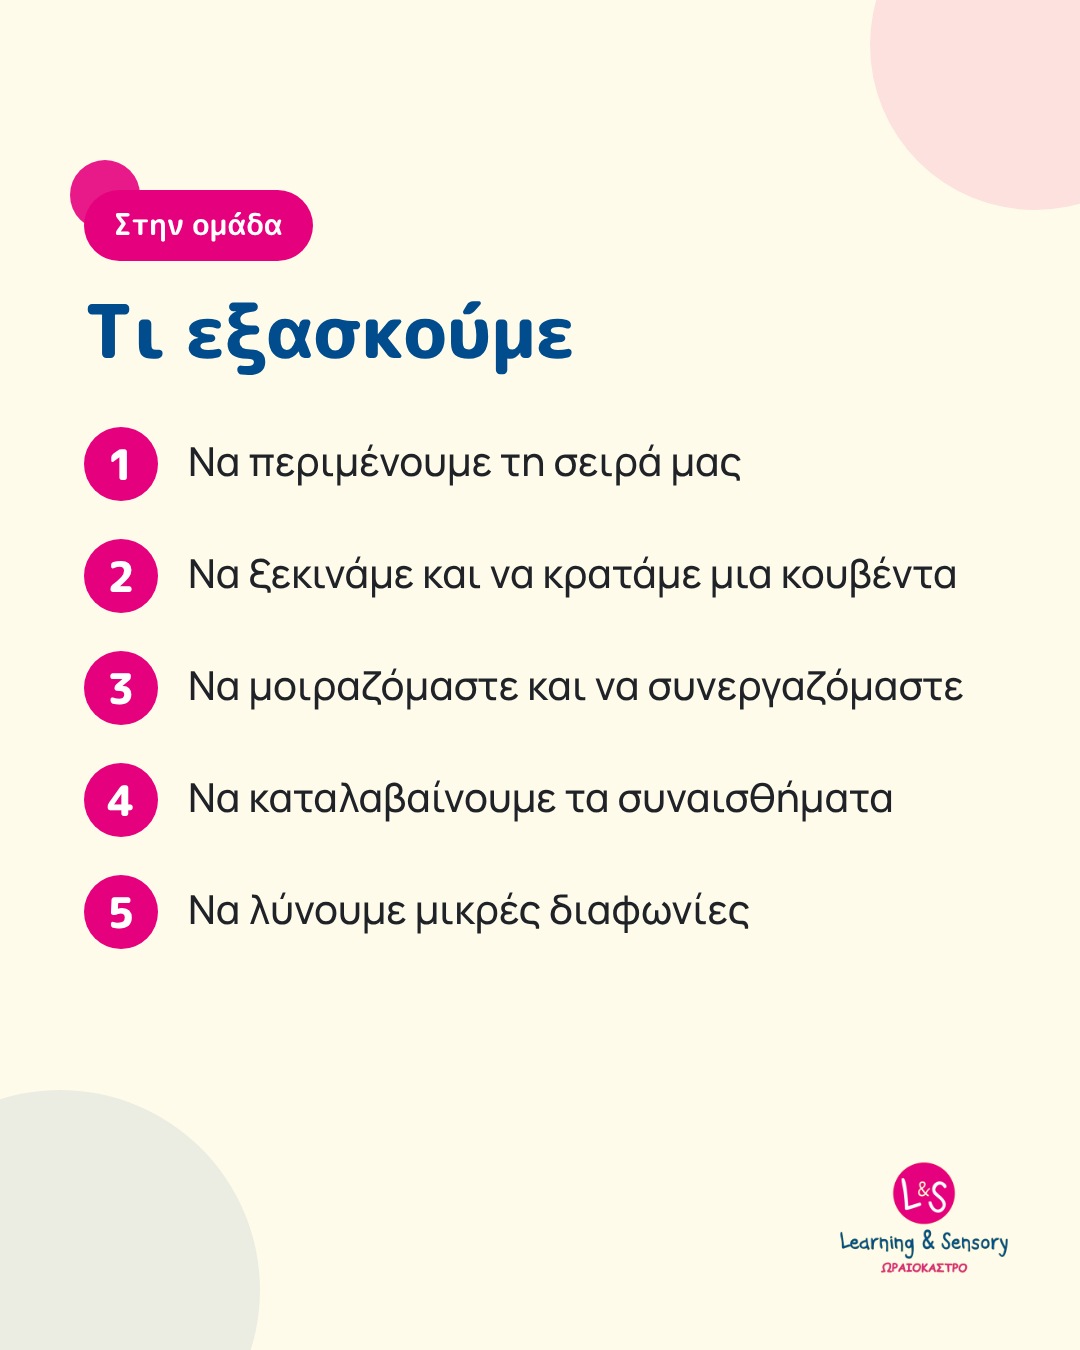 Στην ομάδα
Τι εξασκούμε
1 Να περιμένουμε τη σειρά μας
2 Να ξεκινάμε και να κρατάμε μια κουβέντα
3 Να μοιραζόμαστε και να συνεργαζόμαστε
4 Να καταλαβαίνουμε τα συναισθήματα
5 Να λύνουμε μικρές διαφωνίες
L&S
Learning & Sensory
ΩΡΑΙΟΚΑΣΤΡΟ